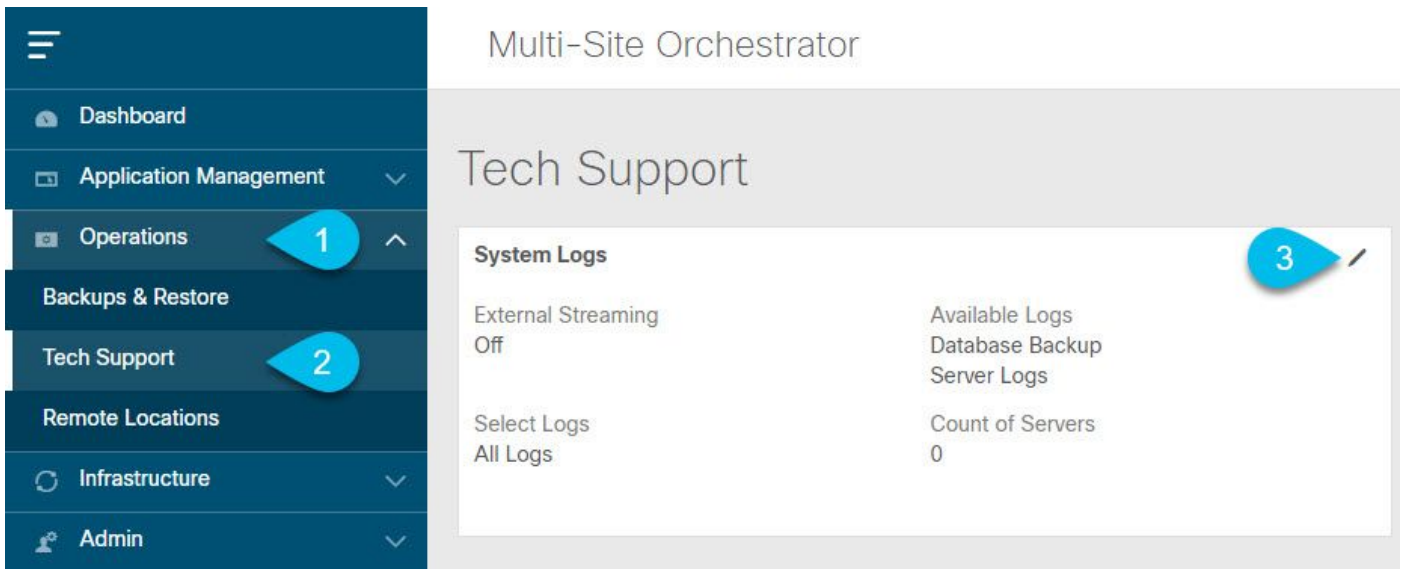 Multi-Site Orchestrator
Dashboard
Application Management
Operations
1
Backups & Restore
Tech Support
2
Remote Locations
Infrastructure
Admin
Tech Support
System Logs
3
External Streaming
Off
Available Logs
Database Backup
Server Logs
Select Logs
All Logs
Count of Servers
0